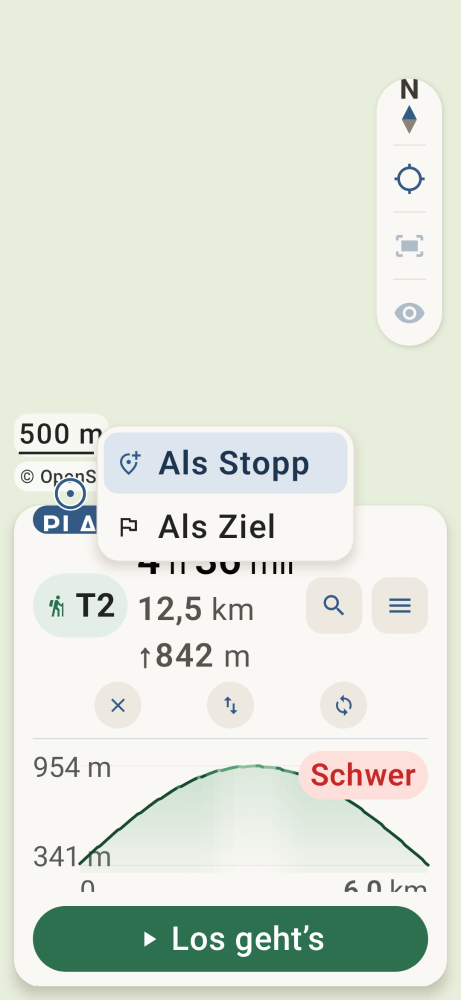 N
500 m
©
Als Stopp
Als Ziel
T2
12,5 km
↑842 m
954 m
Schwer
341 m
0
6,0 km
Los geht’s